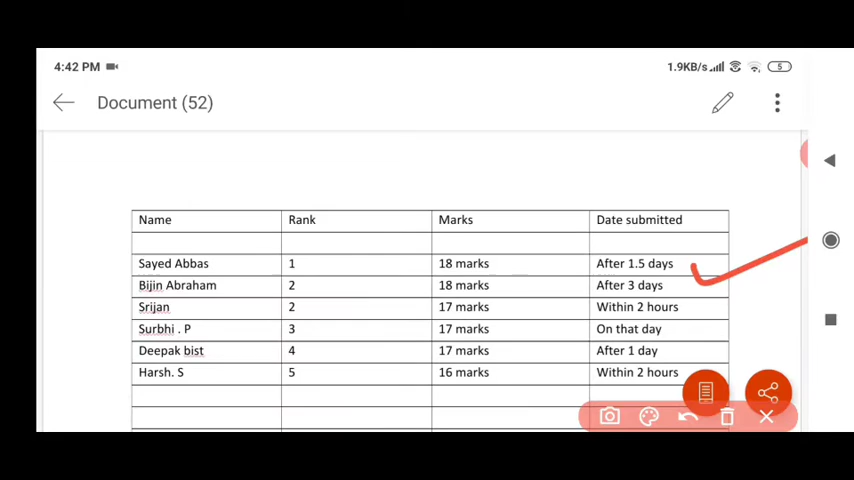 4:42 PM 1.9KB/s 5
Document (52)
Name Rank Marks Date submitted
Sayed Abbas 1 18 marks After 1.5 days
Bijin Abraham 2 18 marks After 3 days
Srijan 2 17 marks Within 2 hours
Surbhi . P 3 17 marks On that day
Deepak bist 4 17 marks After 1 day
Harsh. S 5 16 marks Within 2 hours